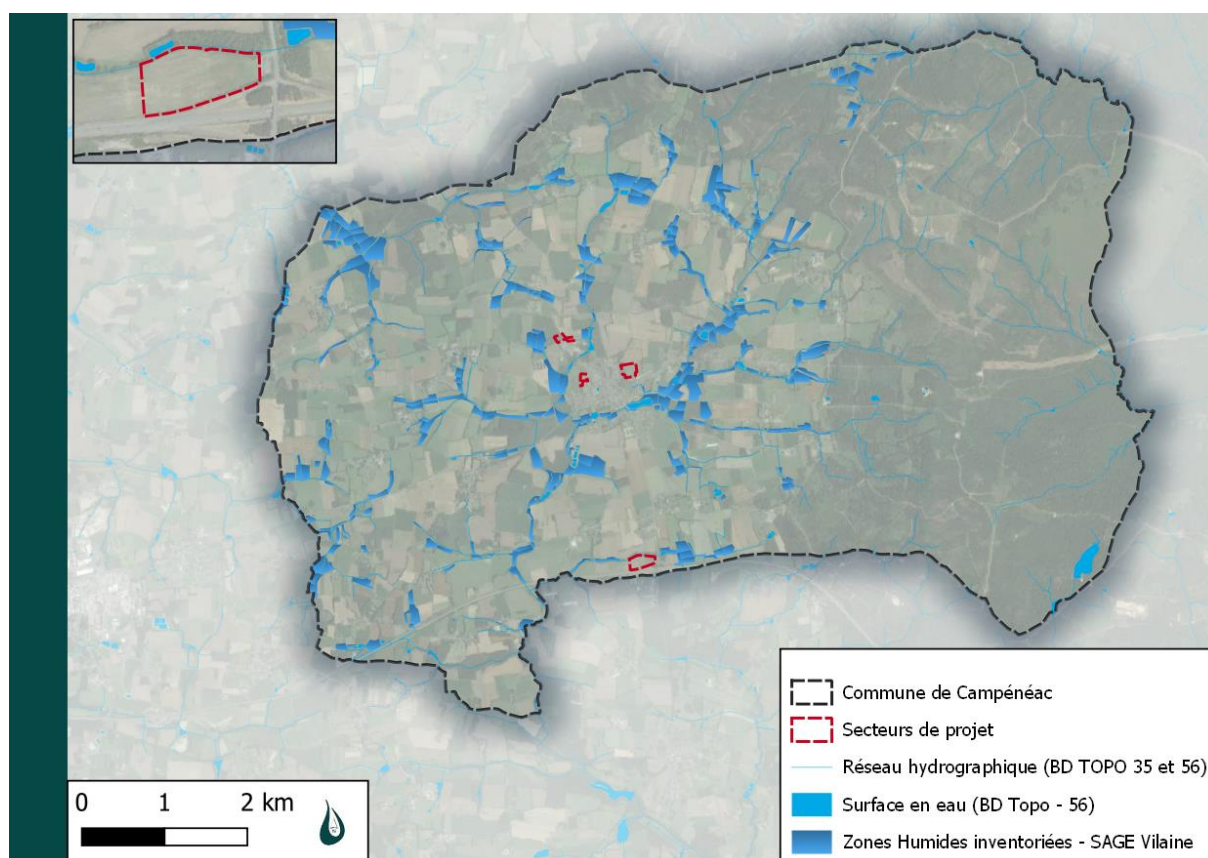 Commune de Campénéac
Secteurs de projet
Réseau hydrographique (BD TOPO 35 et 56)
Surface en eau (BD Topo - 56)
Zones Humides inventoriées - SAGE Vilaine
0 1 2 km